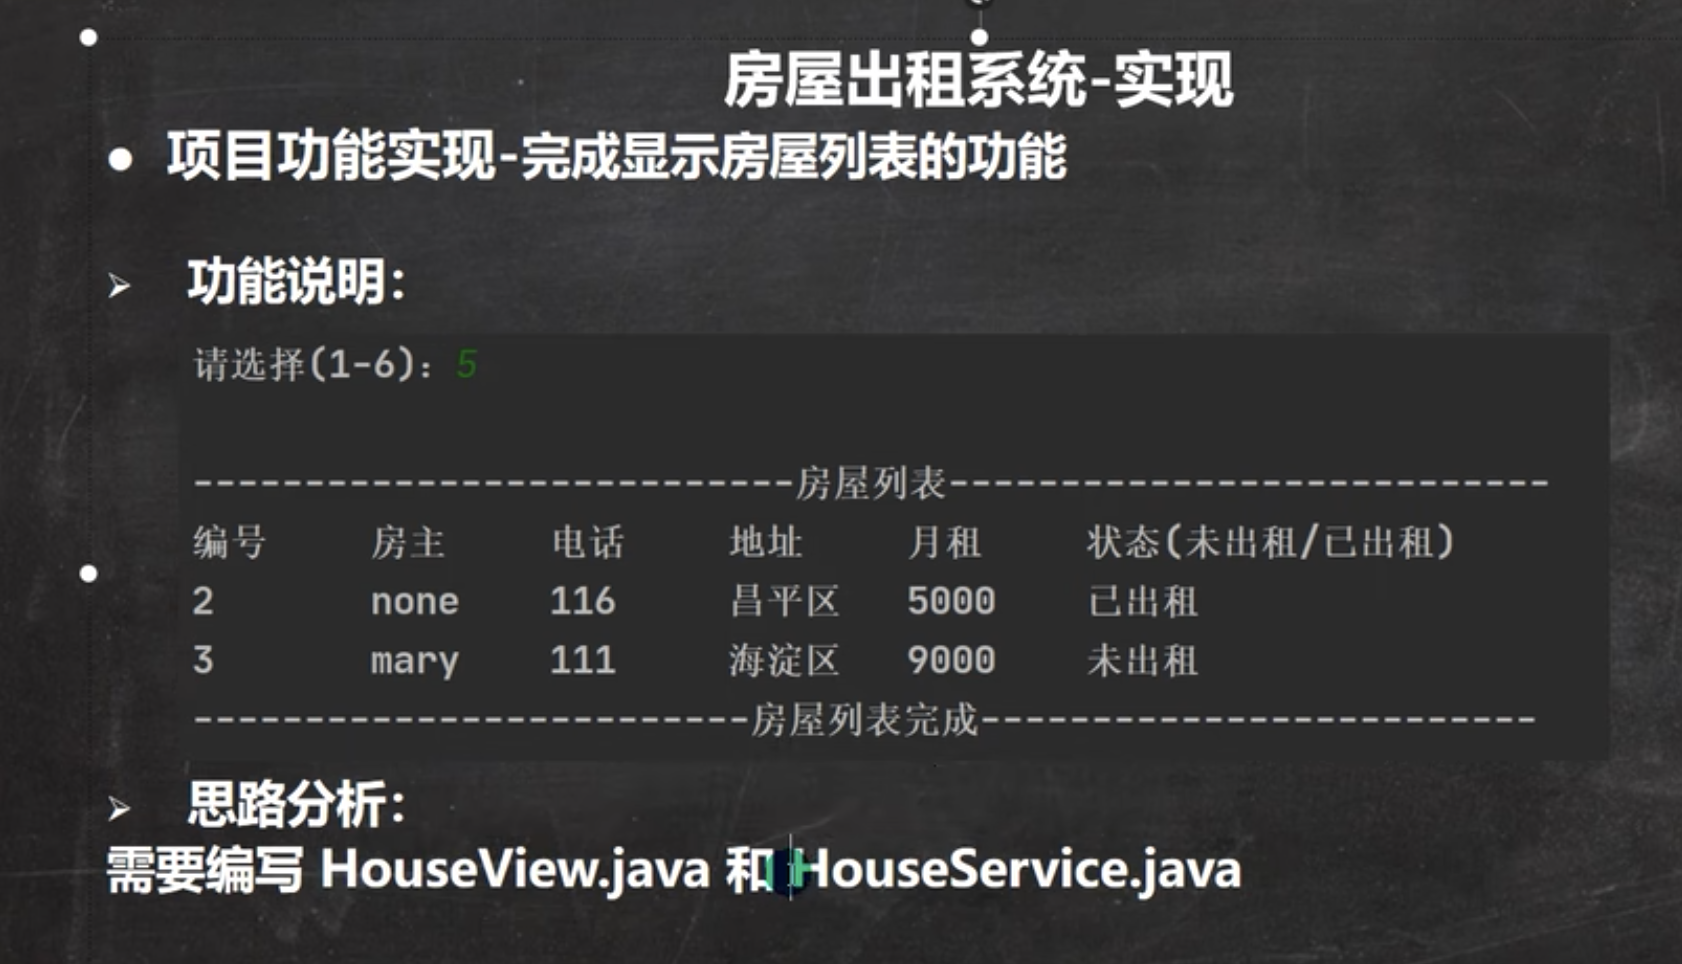 房屋出租系统-实现
● 项目功能实现-完成显示房屋列表的功能
➢ 功能说明：
请选择(1-6)：5
---------------------------房屋列表---------------------------
编号 房主 电话 地址 月租 状态(未出租/已出租)
2 none 116 昌平区 5000 已出租
3 mary 111 海淀区 9000 未出租
-------------------------房屋列表完成-------------------------
➢ 思路分析：
需要编写 HouseView.java 和 HouseService.java